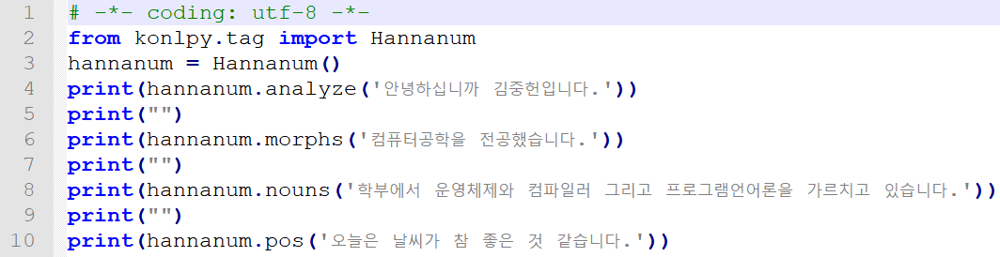 1 # -*- coding: utf-8 -*-
2 from konlpy.tag import Hannanum
3 hannanum = Hannanum()
4 print(hannanum.analyze('안녕하십니까 김중헌입니다.'))
5 print("")
6 print(hannanum.morphs('컴퓨터공학을 전공했습니다.'))
7 print("")
8 print(hannanum.nouns('학부에서 운영체제와 컴파일러 그리고 프로그램언어론을 가르치고 있습니다.'))
9 print("")
10 print(hannanum.pos('오늘은 날씨가 참 좋은 것 같습니다.'))